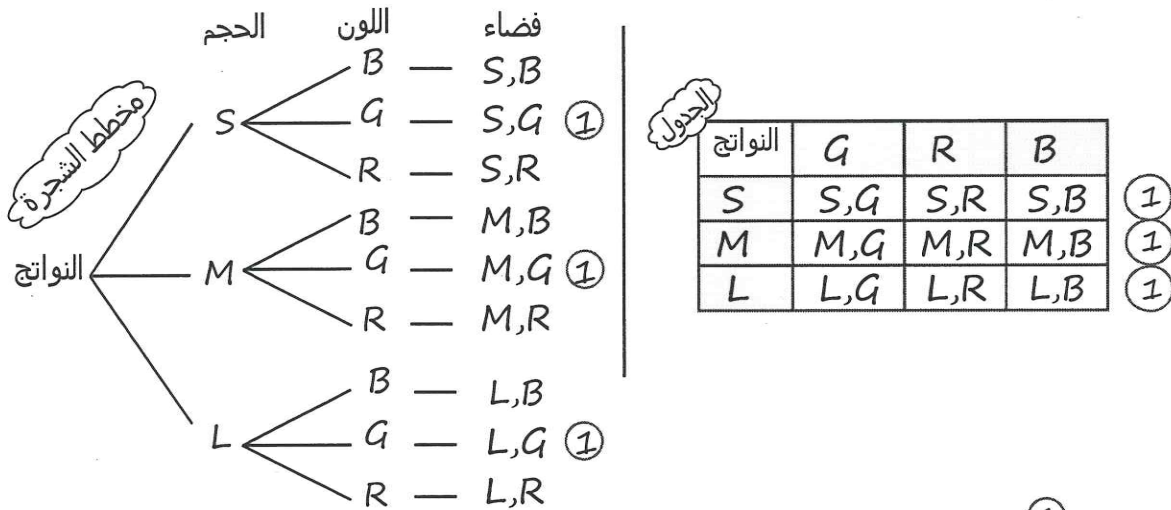 الحجم اللون فضاء
مخطط الشجرة
B — S,B
S G — S,G ①
R — S,R
B — M,B
النواتج M G — M,G ①
R — M,R
B — L,B
L G — L,G ①
R — L,R
الجدول
النواتج G R B
S S,G S,R S,B ①
M M,G M,R M,B ①
L L,G L,R L,B ①